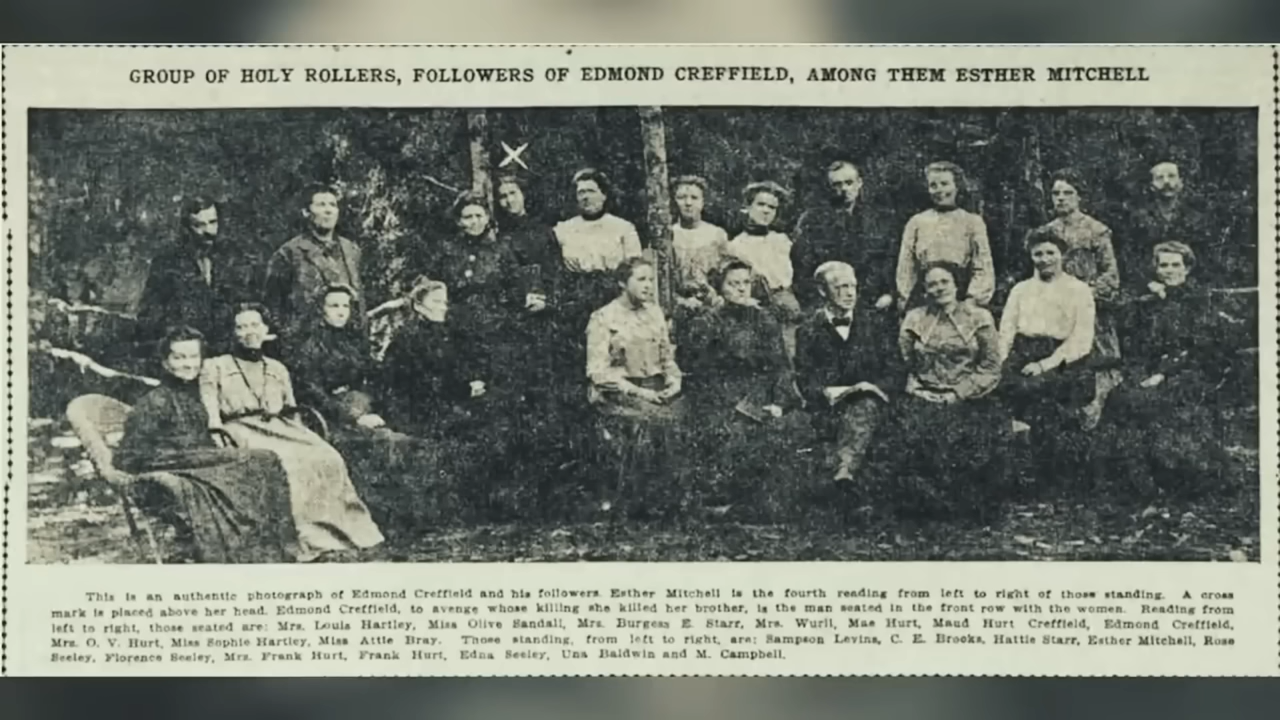 GROUP OF HOLY ROLLERS, FOLLOWERS OF EDMOND CREFFIELD, AMONG THEM ESTHER MITCHELL
This is an authentic photograph of Edmond Creffield and his followers. Esther Mitchell is the fourth reading from left to right of those standing. A cross
mark is placed above her head. Edmond Creffield, to avenge whose killing she killed her brother, is the man seated in the front row with the women. Reading from
left to right, those seated are: Mrs. Louis Hartley, Miss Olive Sandall, Mrs. Burgess E. Starr, Mrs. Wurll, Mae Hurt, Maud Hurt Creffield, Edmond Creffield,
Mrs. O. V. Hurt, Miss Sophie Hartley, Miss Attie Bray. Those standing, from left to right, are: Sampson Levins, C. E. Brooks, Hattie Starr, Esther Mitchell, Rose
Seeley, Florence Seeley, Mrs. Frank Hurt, Frank Hurt, Edna Seeley, Una Baldwin and M. Campbell.